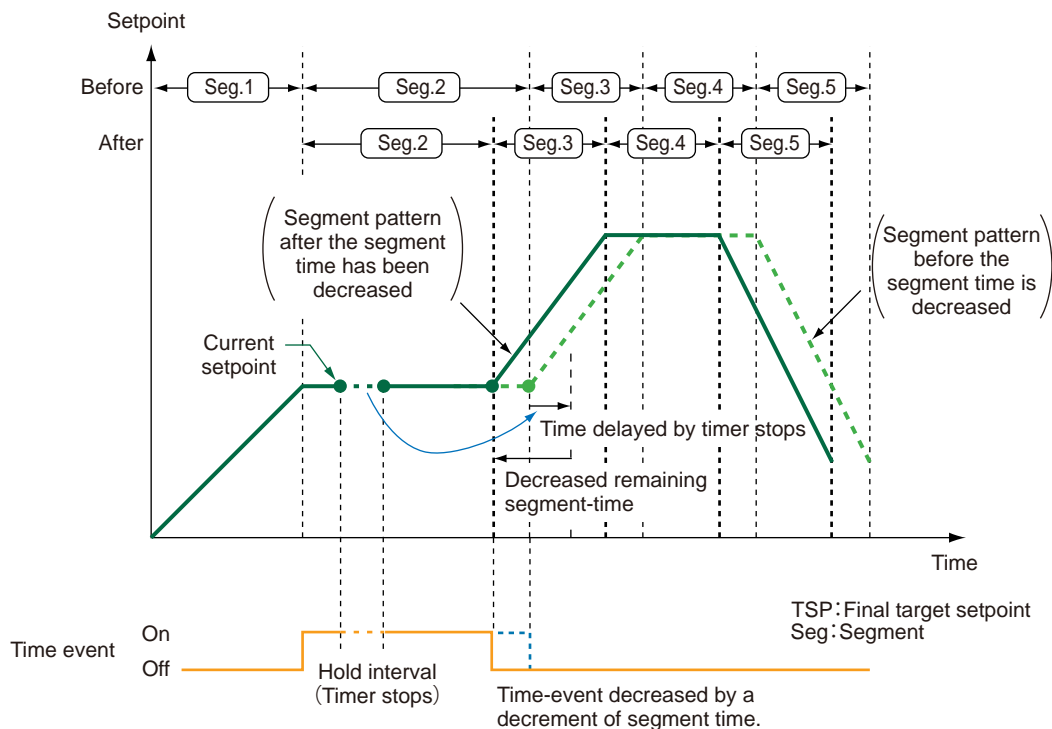 Setpoint
Before
Seg.1
Seg.2
Seg.3
Seg.4
Seg.5
After
Seg.2
Seg.3
Seg.4
Seg.5
Segment pattern
after the segment
time has been
decreased
Segment pattern
before the
segment time is
decreased
Current
setpoint
Time delayed by timer stops
Decreased remaining
segment-time
Time
TSP：Final target setpoint
Seg：Segment
Time event
On
Off
Hold interval
（Timer stops）
Time-event decreased by a
decrement of segment time.